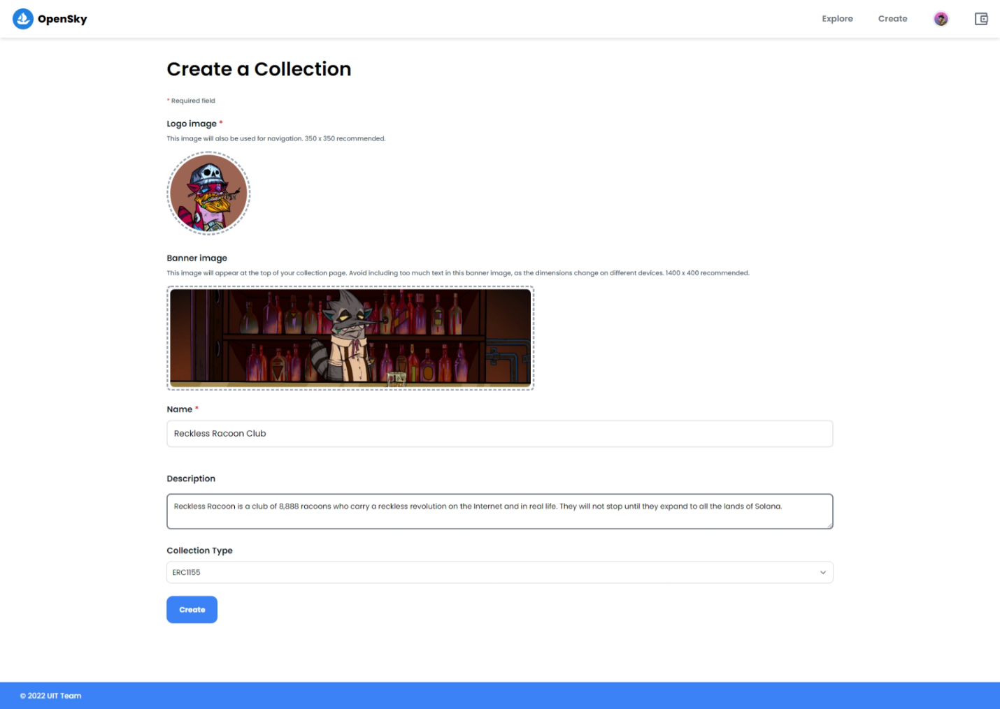 OpenSky
Explore
Create
Create a Collection
* Required field
Logo image *
This image will also be used for navigation. 350 x 350 recommended.
Banner image
This image will appear at the top of your collection page. Avoid including too much text in this banner image, as the dimensions change on different devices. 1400 x 400 recommended.
Name *
Reckless Racoon Club
Description
Reckless Racoon is a club of 8,888 racoons who carry a reckless revolution on the Internet and in real life. They will not stop until they expand to all the lands of Solana.
Collection Type
ERC1155
Create
© 2022 UIT Team